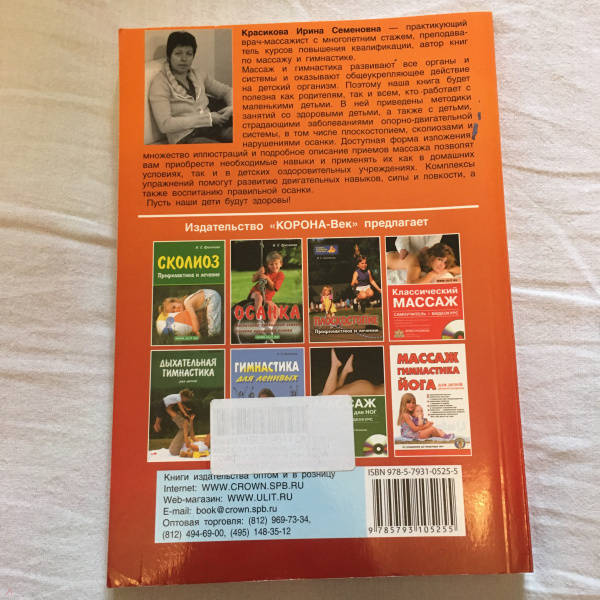 Красикова Ирина Семеновна — практикующий
врач-массажист с многолетним стажем, преподава-
тель курсов повышения квалификации, автор книг
по массажу и гимнастике.
Массаж и гимнастика развивают все органы и
системы и оказывают общеукрепляющее действие
на детский организм. Поэтому наша книга будет
полезна как родителям, так и всем, кто работает с
маленькими детьми. В ней приведены методики
занятий со здоровыми детьми, а также с детьми,
страдающими заболеваниями опорно-двигательной
системы, в том числе плоскостопием, сколиозами и
нарушениями осанки. Доступная форма изложения,
множество иллюстраций и подробное описание приемов массажа позволят
вам приобрести необходимые навыки и применять их как в домашних
условиях, так и в детских оздоровительных учреждениях. Комплексы
упражнений помогут развитию двигательных навыков, силы и ловкости, а
также воспитанию правильной осанки.
Пусть наши дети будут здоровы!
Издательство «КОРОНА-Век» предлагает
СКОЛИОЗ
Профилактика и лечение
ОСАНКА
ПЛОСКОСТОПИЕ
Профилактика и лечение
Классический
МАССАЖ
САМОУЧИТЕЛЬ + ВИДЕОКУРС
ДЫХАТЕЛЬНАЯ
ГИМНАСТИКА
ГИМНАСТИКА
ДЛЯ ЛЕНИВЫХ
ДЛЯ НОГ
МАССАЖ
ГИМНАСТИКА
ЙОГА
Книги издательства оптом и в розницу
Internet: WWW.CROWN.SPB.RU
Web-магазин: WWW.ULIT.RU
E-mail: book@crown.spb.ru
Оптовая торговля: (812) 969-73-34,
(812) 494-69-00, (495) 148-35-12
ISBN 978-5-7931-0525-5
9 785793 105255